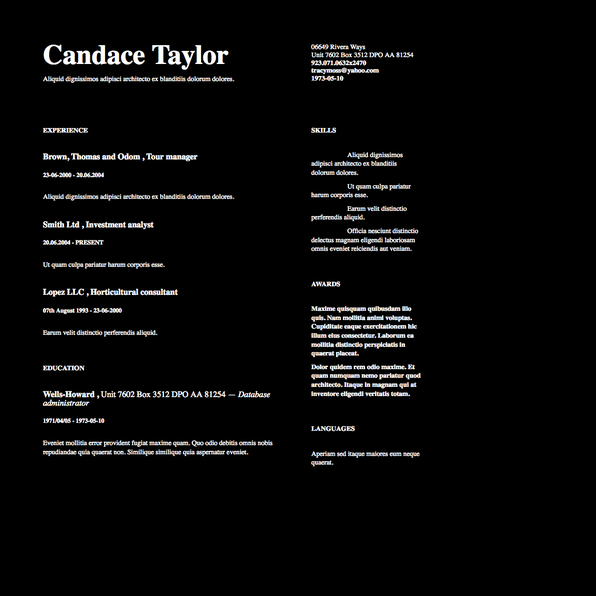 Candace Taylor
Aliquid dignissimos adipisci architecto ex blanditiis dolorum dolores.
06649 Rivera Ways
Unit 7602 Box 3512 DPO AA 81254
923.071.0632x2470
tracymoss@yahoo.com
1973-05-10
EXPERIENCE
Brown, Thomas and Odom , Tour manager
23-06-2000 - 20.06.2004
Aliquid dignissimos adipisci architecto ex blanditiis dolorum dolores.
Smith Ltd , Investment analyst
20.06.2004 - PRESENT
Ut quam culpa pariatur harum corporis esse.
Lopez LLC , Horticultural consultant
07th August 1993 - 23-06-2000
Earum velit distinctio perferendis aliquid.
EDUCATION
Wells-Howard , Unit 7602 Box 3512 DPO AA 81254 — Database
administrator
1971/04/05 - 1973-05-10
Eveniet mollitia error provident fugiat maxime quam. Quo odio debitis omnis nobis
repudiandae quia quaerat non. Similique similique quia aspernatur eveniet.
SKILLS
Aliquid dignissimos
adipisci architecto ex blanditiis
dolorum dolores.
Ut quam culpa pariatur
harum corporis esse.
Earum velit distinctio
perferendis aliquid.
Officia nesciunt distinctio
delectus magnam eligendi laboriosam
omnis eveniet reiciendis aut veniam.
AWARDS
Maxime quisquam quibusdam illo
quis. Nam mollitia animi voluptas.
Cupiditate eaque exercitationem hic
illum eius consectetur. Laborum ea
mollitia distinctio perspiciatis in
quaerat placeat.
Dolor quidem rem odio maxime. Et
quam numquam nemo pariatur quod
architecto. Itaque in magnam qui at
inventore eligendi veritatis totam.
LANGUAGES
Aperiam sed itaque maiores eum neque
quaerat.